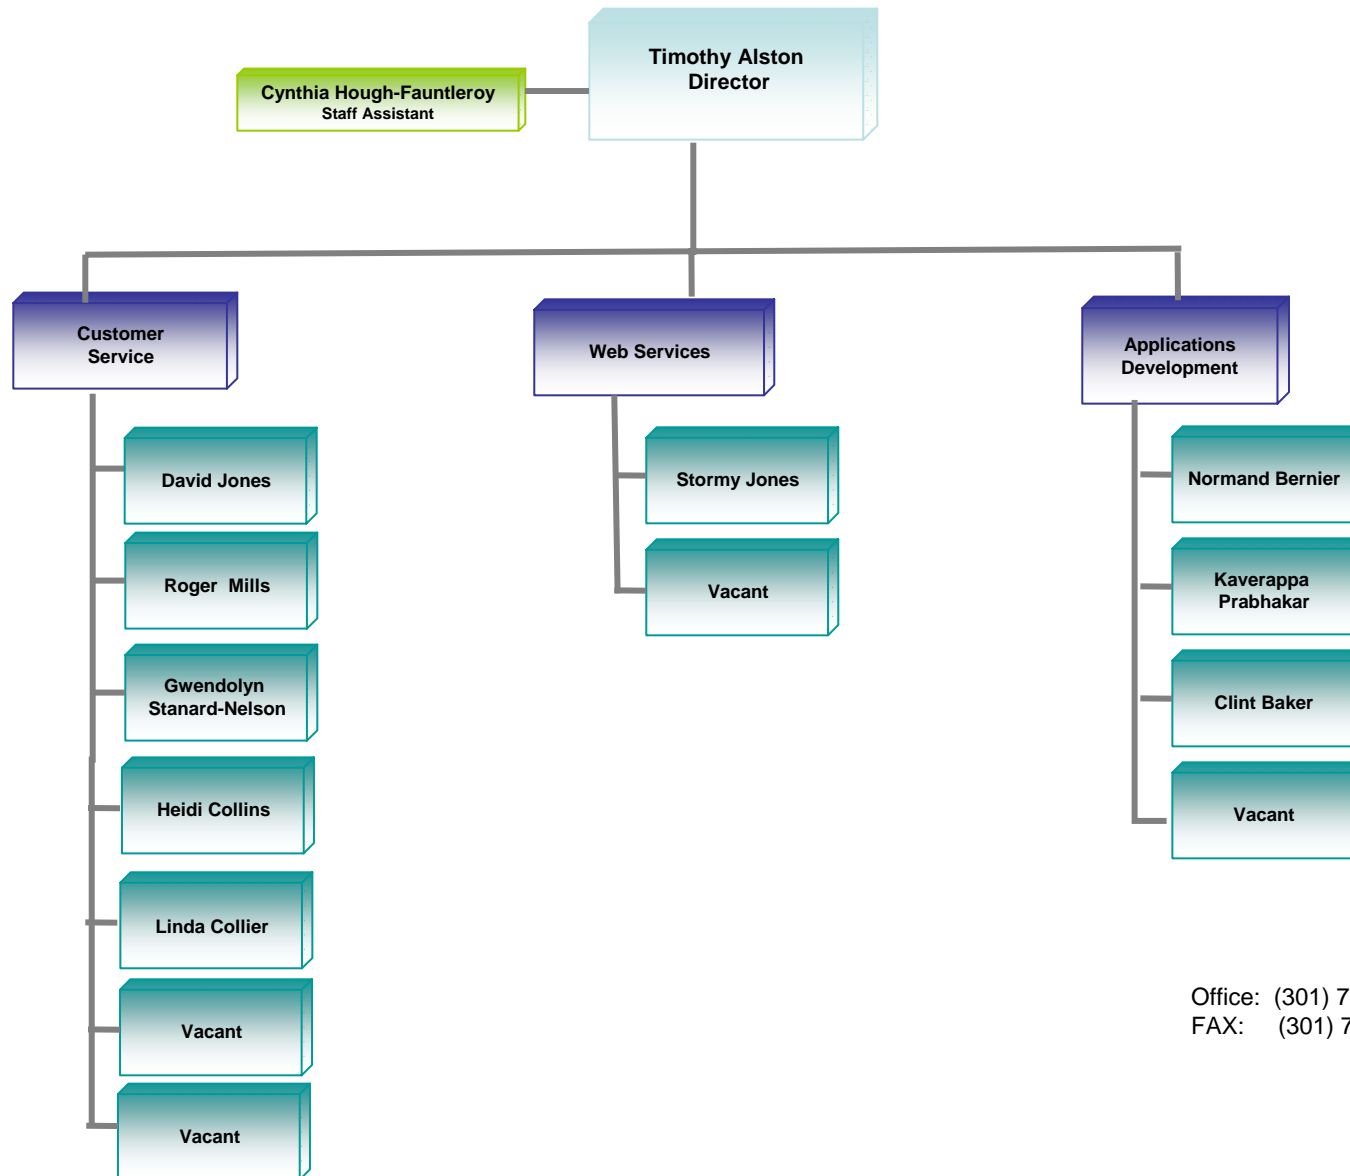 Timothy Alston
Director
Cynthia Hough-Fauntleroy
Staff Assistant
Customer
Service
David Jones
Roger  Mills
Gwendolyn
Stanard-Nelson
Heidi Collins
Linda Collier
Vacant
Vacant
Web Services
Stormy Jones
Vacant
Applications
Development
Normand Bernier
Kaverappa
Prabhakar
Clint Baker
Vacant
Office:  (301) 7
FAX:     (301) 7